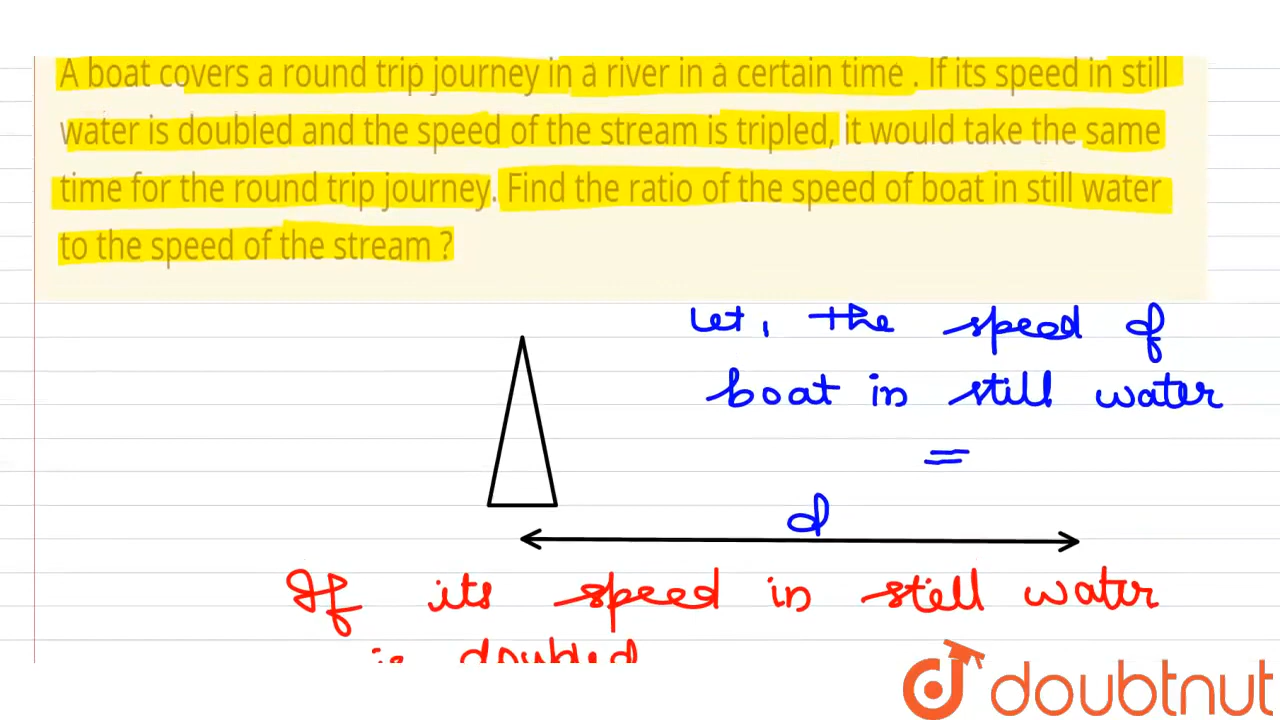 A boat covers a round trip journey in a river in a certain time . If its speed in still
water is doubled and the speed of the stream is tripled, it would take the same
time for the round trip journey. Find the ratio of the speed of boat in still water
to the speed of the stream ?
Let, the speed of
boat in still water
=
d
If its speed in still water
is doubled
doubtnut